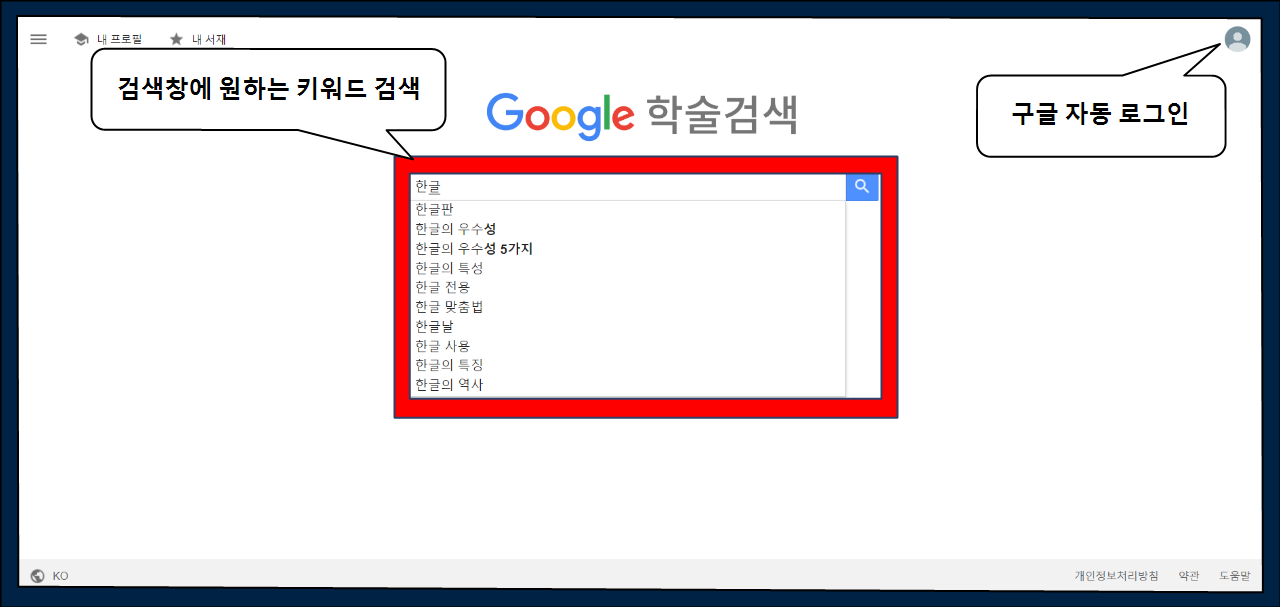 내 프로필
내 서재
검색창에 원하는 키워드 검색
구글 자동 로그인
Google 학술검색
한글
한글판
한글의 우수성
한글의 우수성 5가지
한글의 특성
한글 전용
한글 맞춤법
한글날
한글 사용
한글의 특징
한글의 역사
KO
개인정보처리방침
약관
도움말